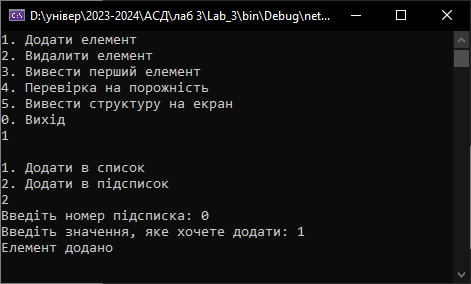 D:\універ\2023-2024\АСД\лаб 3\Lab_3\bin\Debug\net...
1. Додати елемент
2. Видалити елемент
3. Вивести перший елемент
4. Перевірка на порожність
5. Вивести структуру на екран
0. Вихід
1
1. Додати в список
2. Додати в підсписок
2
Введіть номер підсписка: 0
Введіть значення, яке хочете додати: 1
Елемент додано